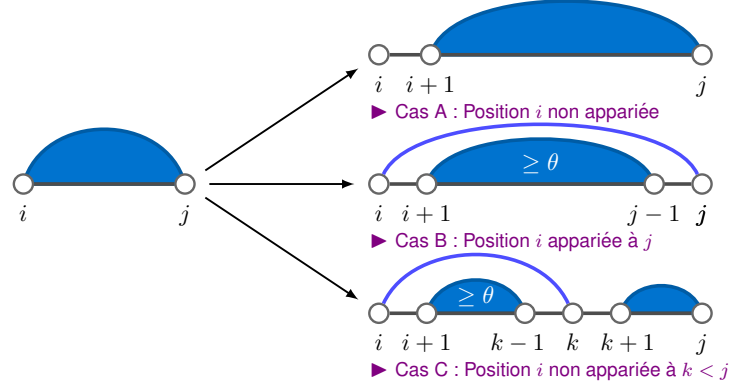 i i + 1 j
▶ Cas A : Position i non appariée
≥ θ
i j
i i + 1 j − 1 j
▶ Cas B : Position i appariée à j
≥ θ
i i + 1 k − 1 k k + 1 j
▶ Cas C : Position i non appariée à k < j